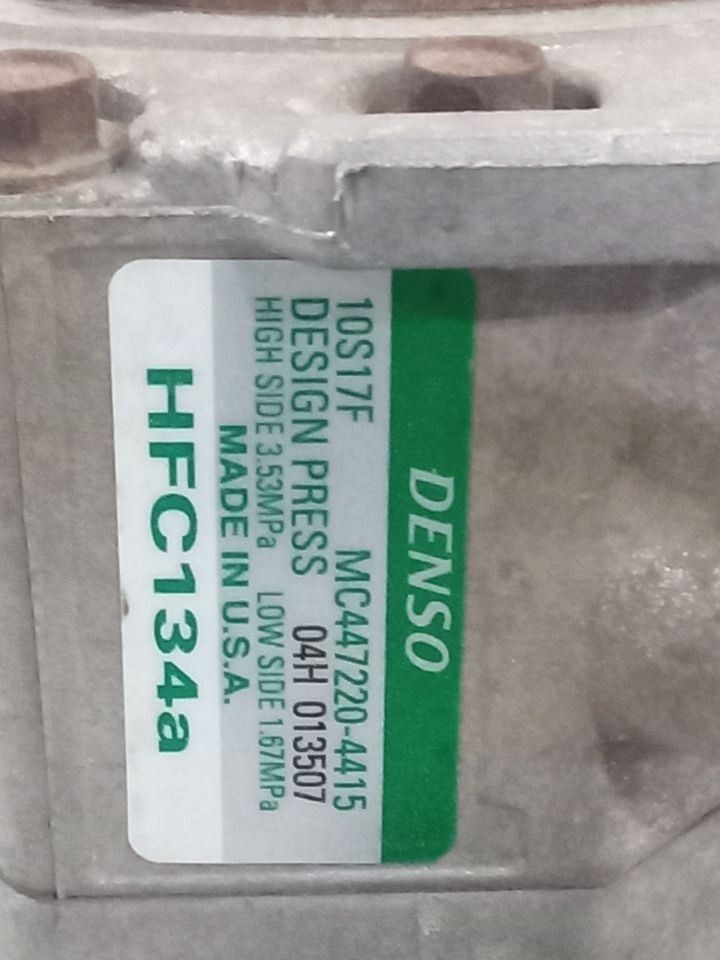 DENSO
10S17F MC447220-4415
DESIGN PRESS 04H 013507
HIGH SIDE 3.53MPa LOW SIDE 1.67MPa
MADE IN U.S.A.
HFC134a